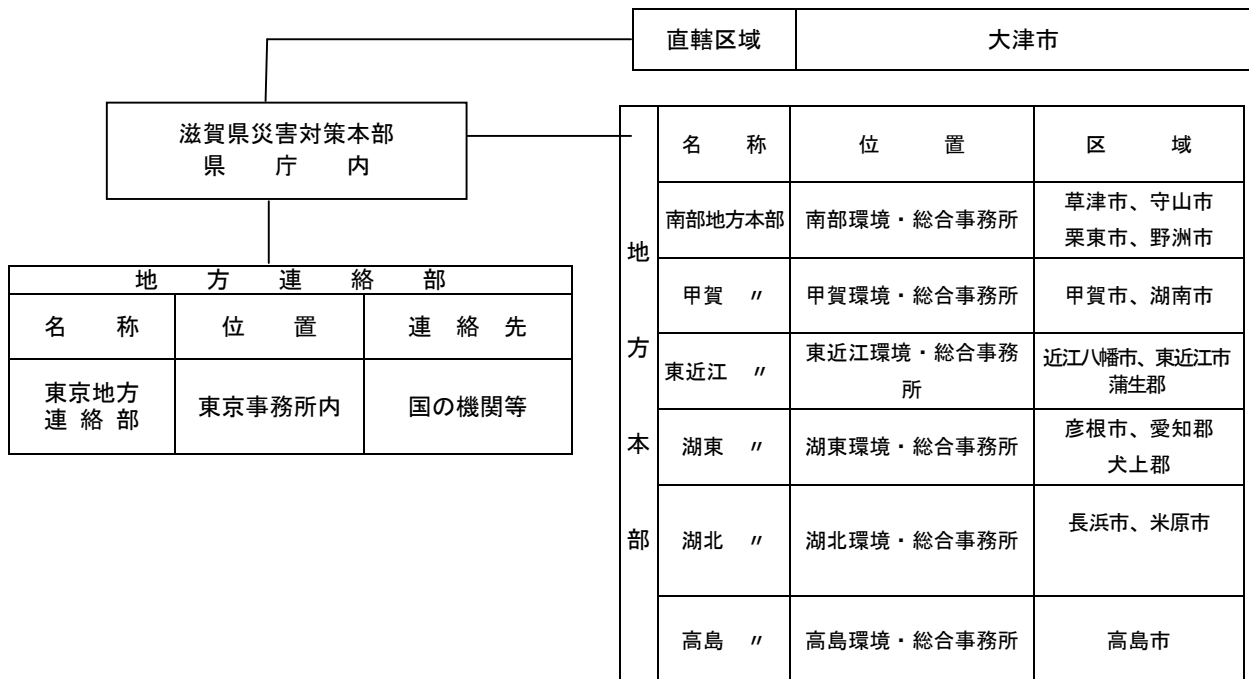 直轄区域 大津市
滋賀県災害対策本部
県 庁 内
地 方 連 絡 部
名 称 位 置 連 絡 先
東京地方
連 絡 部
東京事務所内
国の機関等
地方本部
名 称 位 置 区 域
南部地方本部 南部環境・総合事務所 草津市、守山市
栗東市、野洲市
甲賀 〃 甲賀環境・総合事務所 甲賀市、湖南市
東近江 〃 東近江環境・総合事務
所
近江八幡市、東近江市
蒲生郡
湖東 〃 湖東環境・総合事務所 彦根市、愛知郡
犬上郡
湖北 〃 湖北環境・総合事務所 長浜市、米原市
高島 〃 高島環境・総合事務所 高島市